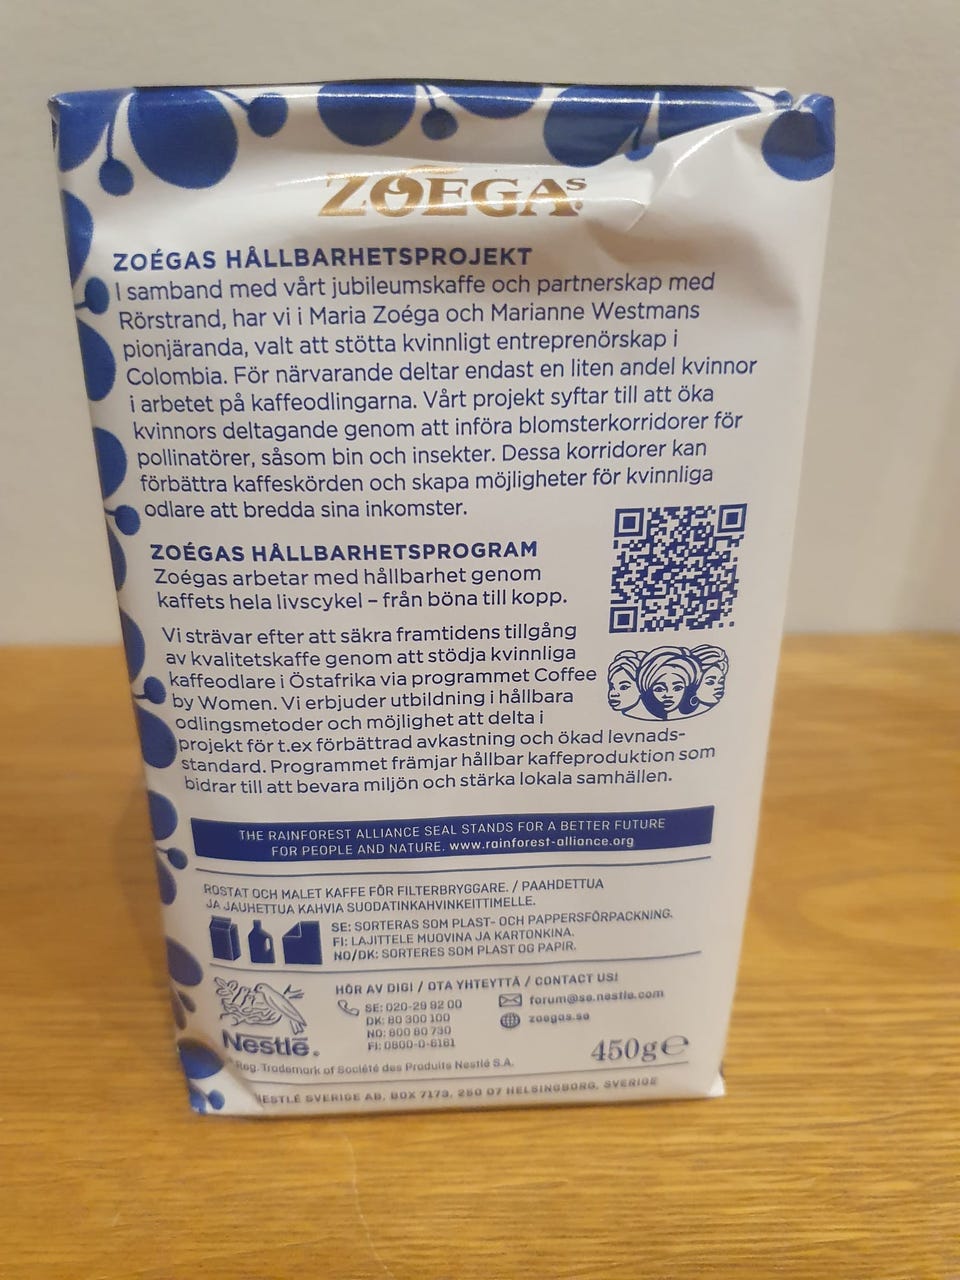 ZOÉGAS
ZOÉGAS HÅLLBARHETSPROJEKT
I samband med vårt jubileumskaffe och partnerskap med
Rörstrand, har vi i Maria Zoéga och Marianne Westmans
pionjäranda, valt att stötta kvinnligt entreprenörskap i
Colombia. För närvarande deltar endast en liten andel kvinnor
i arbetet på kaffeodlingarna. Vårt projekt syftar till att öka
kvinnors deltagande genom att införa blomsterkorridorer för
pollinatörer, såsom bin och insekter. Dessa korridorer kan
förbättra kaffeskörden och skapa möjligheter för kvinnliga
odlare att bredda sina inkomster.
ZOÉGAS HÅLLBARHETSPROGRAM
Zoégas arbetar med hållbarhet genom
kaffets hela livscykel – från böna till kopp.
Vi strävar efter att säkra framtidens tillgång
av kvalitetskaffe genom att stödja kvinnliga
kaffeodlare i Östafrika via programmet Coffee
by Women. Vi erbjuder utbildning i hållbara
odlingsmetoder och möjlighet att delta i
projekt för t.ex förbättrad avkastning och ökad levnads-
standard. Programmet främjar hållbar kaffeproduktion som
bidrar till att bevara miljön och stärka lokala samhällen.
THE RAINFOREST ALLIANCE SEAL STANDS FOR A BETTER FUTURE
FOR PEOPLE AND NATURE. www.rainforest-alliance.org
ROSTAT OCH MALET KAFFE FÖR FILTERBRYGGARE. / PAAHDETTUA
JA JAUHETTUA KAHVIA SUODATINKAHVINKEITTIMELLE.
SE: SORTERAS SOM PLAST- OCH PAPPERSFÖRPACKNING.
FI: LAJITTELE MUOVINA JA KARTONKINA.
NO/DK: SORTERES SOM PLAST OG PAPIR.
HÖR AV DIG! / OTA YHTEYTTÄ / CONTACT US!
SE: 020-29 92 00
DK: 80 300 100
NO: 800 80 730
FI: 0800-0-6161
forum@se.nestle.com
zoegas.se
Nestlé®
450g℮
®Reg. Trademark of Société des Produits Nestlé S.A.
NESTLÉ SVERIGE AB, BOX 7173, 250 07 HELSINGBORG, SVERIGE